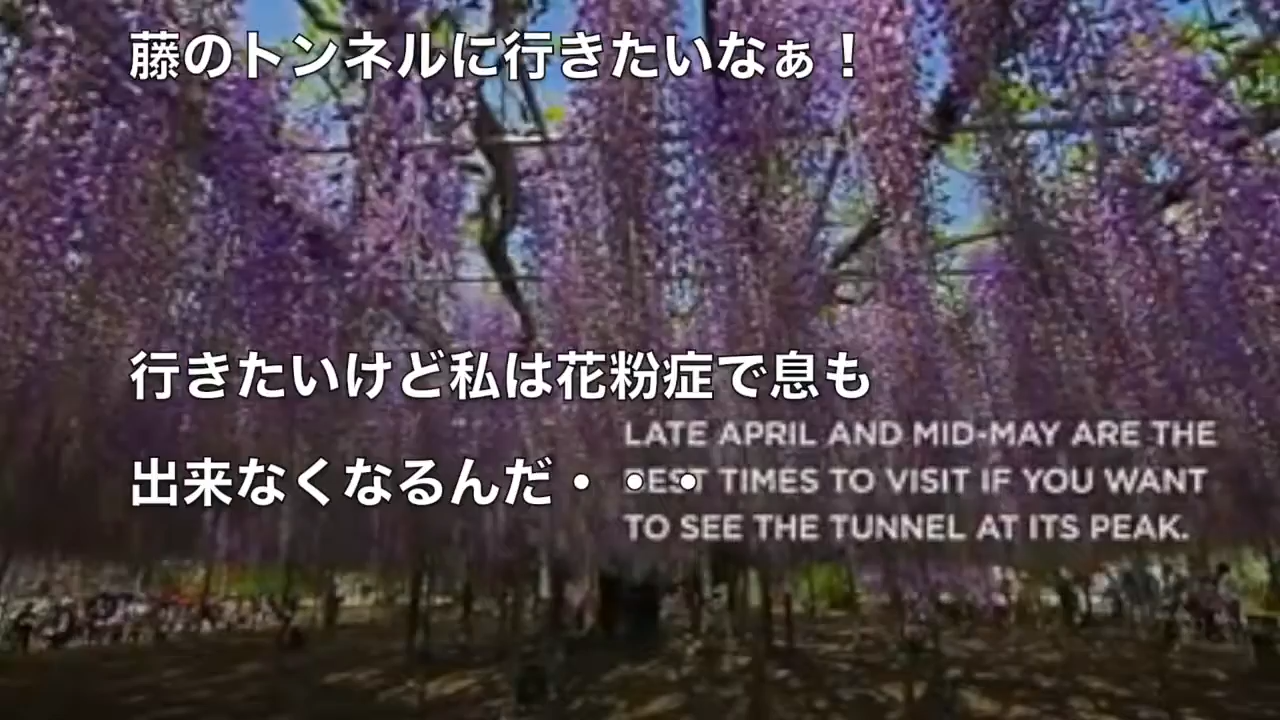 藤のトンネルに行きたいなぁ！
行きたいけど私は花粉症で息も
出来なくなるんだ・・・
LATE APRIL AND MID-MAY ARE THE
BEST TIMES TO VISIT IF YOU WANT
TO SEE THE TUNNEL AT ITS PEAK.